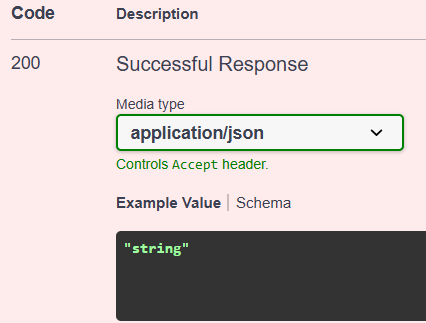 Code Description
200 Successful Response
Media type
application/json
Controls Accept header.
Example Value Schema
"string"